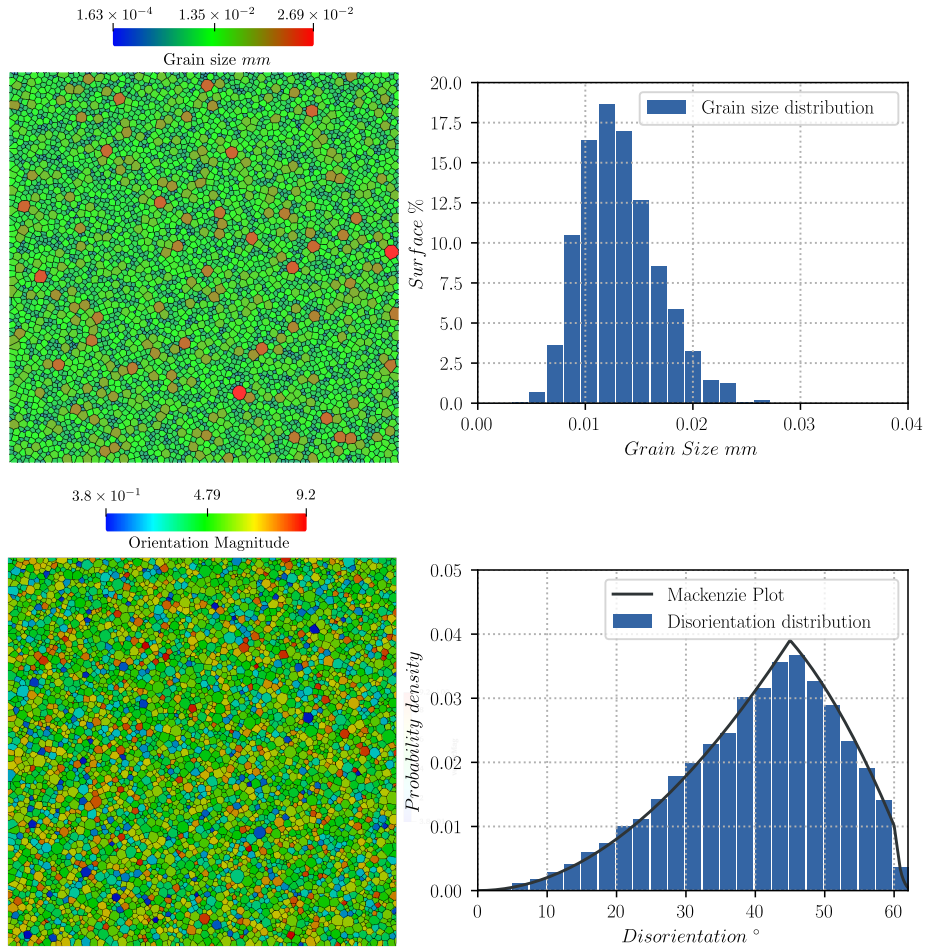 1.63 × 10⁻⁴ 1.35 × 10⁻² 2.69 × 10⁻²
Grain size mm
20.0
17.5
15.0
12.5
10.0
7.5
5.0
2.5
0.0
Surface %
Grain size distribution
0.00 0.01 0.02 0.03 0.04
Grain Size mm
3.8 × 10⁻¹ 4.79 9.2
Orientation Magnitude
0.05
0.04
0.03
0.02
0.01
0.00
Probability density
Mackenzie Plot
Disorientation distribution
0 10 20 30 40 50 60
Disorientation °